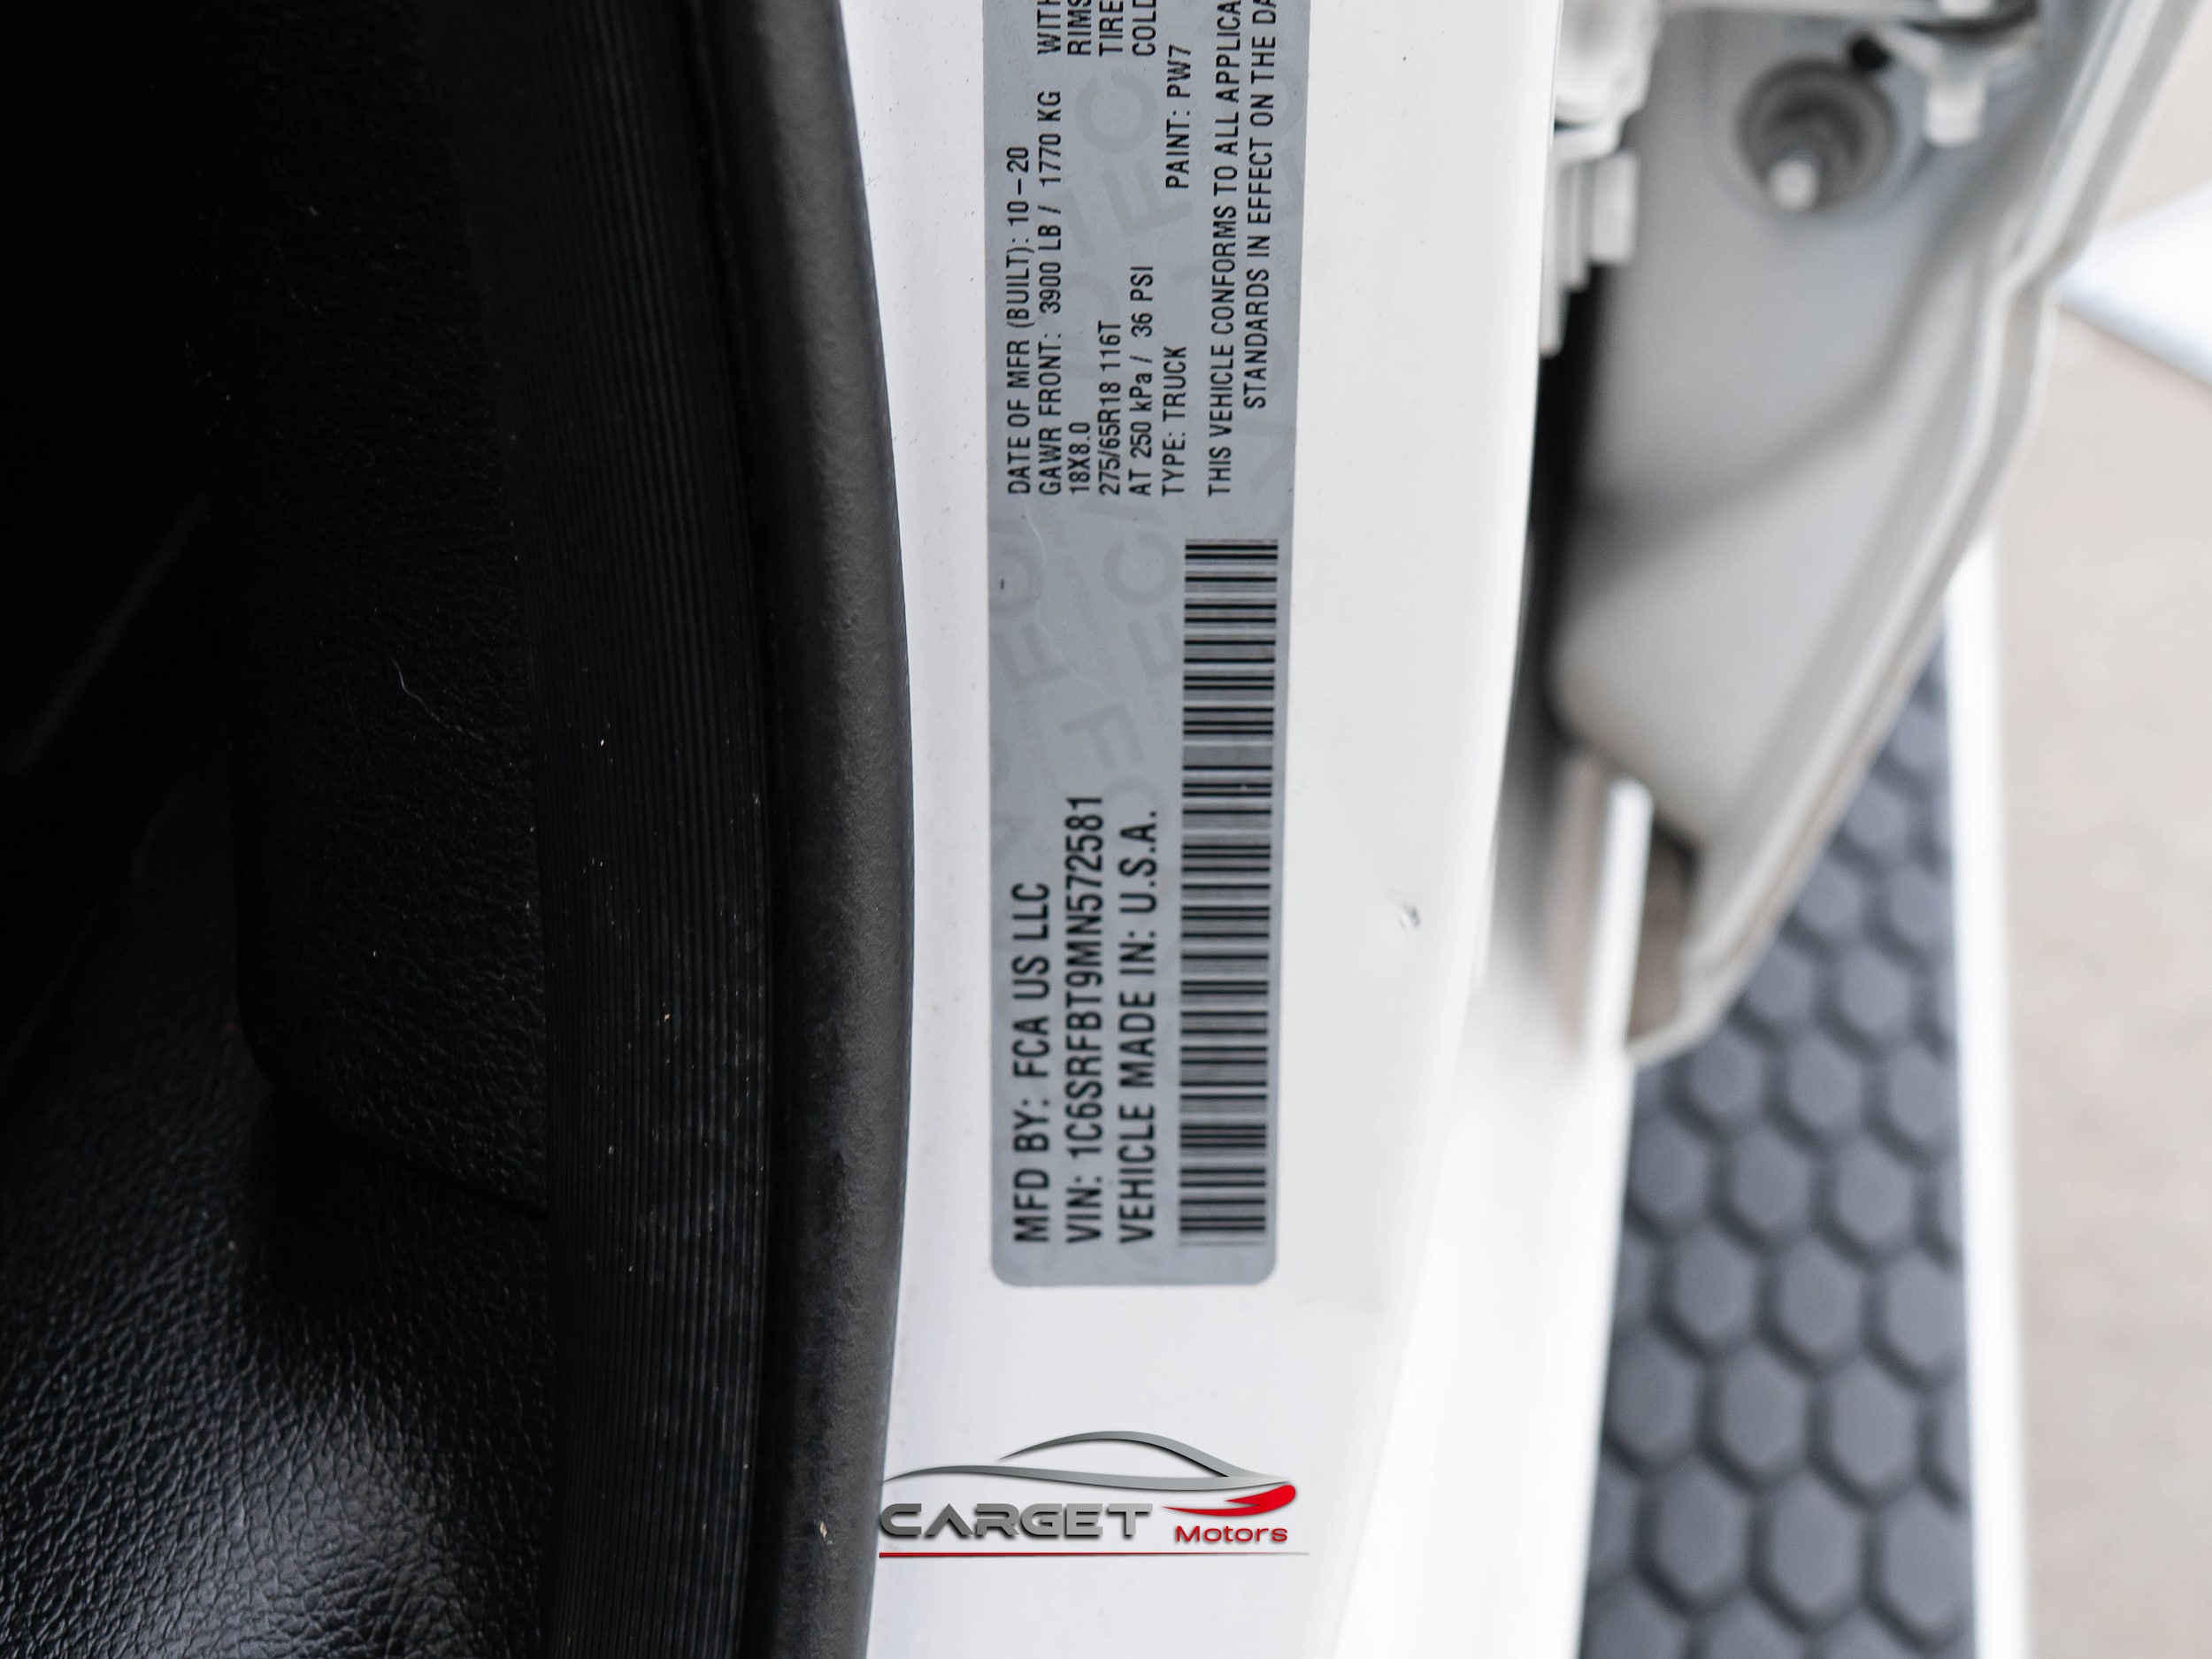 MFD BY: FCA US LLC
VIN: 1C6SRFBT9MN572581
VEHICLE MADE IN: U.S.A.
DATE OF MFR (BUILT): 10-20
GAWR FRONT: 3900 LB / 1770 KG WITH
18X8.0 RIMS
275/65R18 116T TIRE
AT 250 kPa / 36 PSI COLD
TYPE: TRUCK PAINT: PW7
THIS VEHICLE CONFORMS TO ALL APPLICA
STANDARDS IN EFFECT ON THE DA
CARGET
Motors